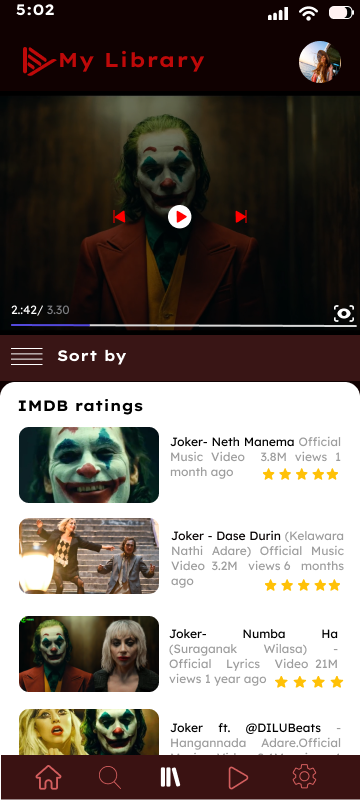 5:02
My Library
2.:42/ 3.30
Sort by
IMDB ratings
Joker- Neth Manema Official
Music Video 3.8M views 1
month ago
Joker - Dase Durin (Kelawara
Nathi Adare) Official Music
Video 3.2M views 6 months
ago
Joker- Numba Ha
(Suraganak Wilasa) -
Official Lyrics Video 21M
views 1 year ago
Joker ft. @DILUBeats -
Hangannada Adare.Official